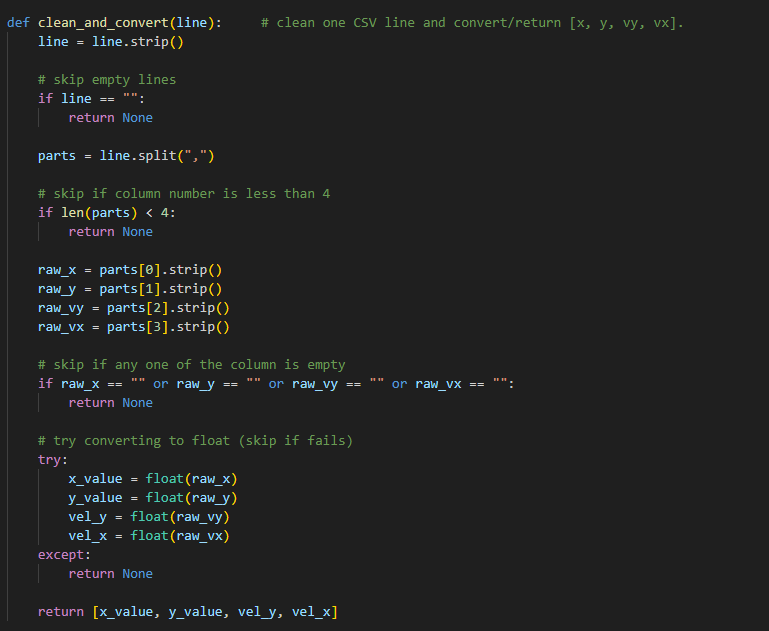 def clean_and_convert(line):     # clean one CSV line and convert/return [x, y, vy, vx].
    line = line.strip()

    # skip empty lines
    if line == "":
        return None

    parts = line.split(",")

    # skip if column number is less than 4
    if len(parts) < 4:
        return None

    raw_x = parts[0].strip()
    raw_y = parts[1].strip()
    raw_vy = parts[2].strip()
    raw_vx = parts[3].strip()

    # skip if any one of the column is empty
    if raw_x == "" or raw_y == "" or raw_vy == "" or raw_vx == "":
        return None

    # try converting to float (skip if fails)
    try:
        x_value = float(raw_x)
        y_value = float(raw_y)
        vel_y = float(raw_vy)
        vel_x = float(raw_vx)
    except:
        return None

    return [x_value, y_value, vel_y, vel_x]